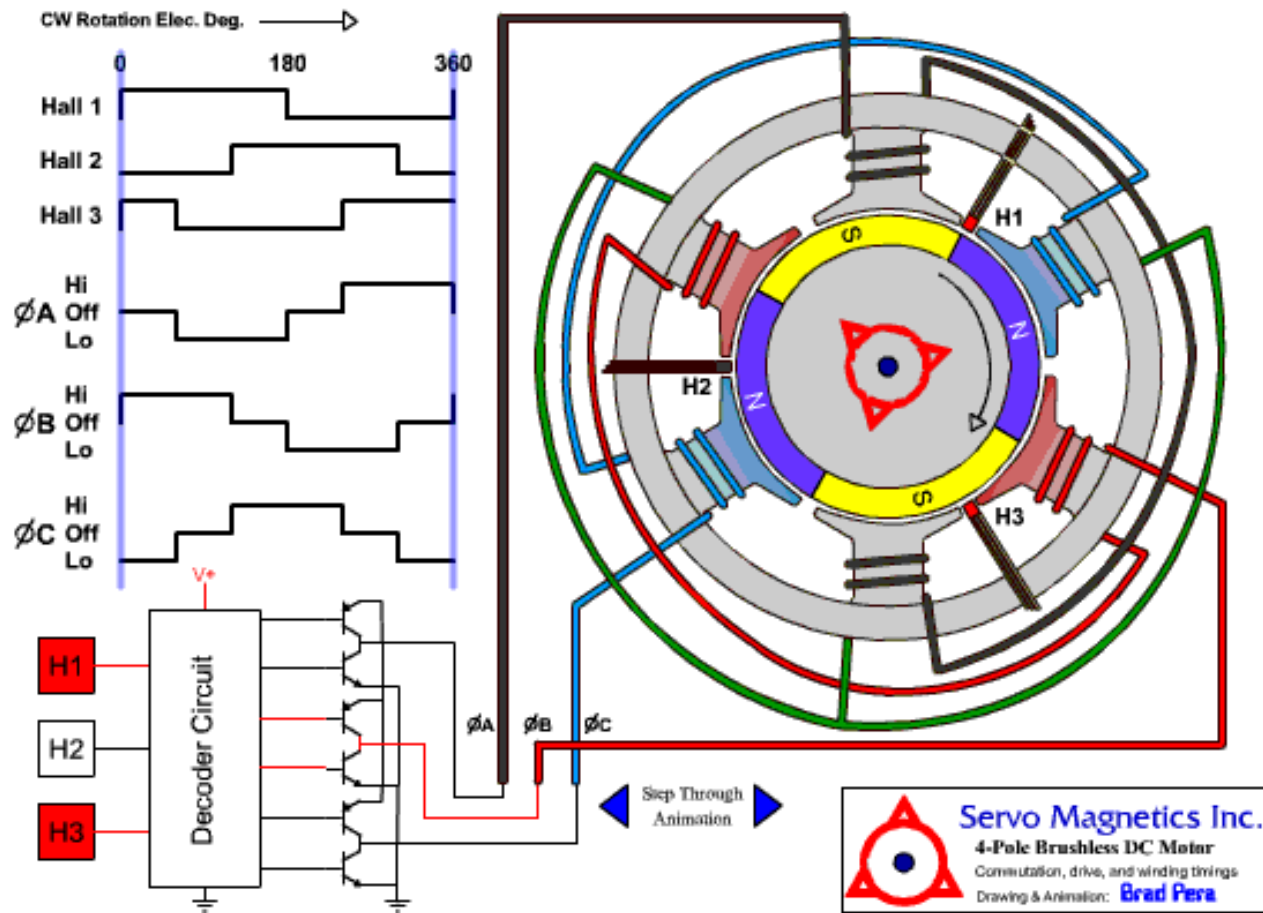 CW Rotation Elec. Deg.
0 180 360
Hall 1
Hall 2
Hall 3
Hi
ØA Off
Lo
Hi
ØB Off
Lo
Hi
ØC Off
Lo
V+
H1
H2
H3
Decoder Circuit
ØA ØB ØC
H1
H2
H3
S
N
N
S
Step Through
Animation
Servo Magnetics Inc.
4-Pole Brushless DC Motor
Commutation, drive, and winding timings
Drawing & Animation: Brad Pera